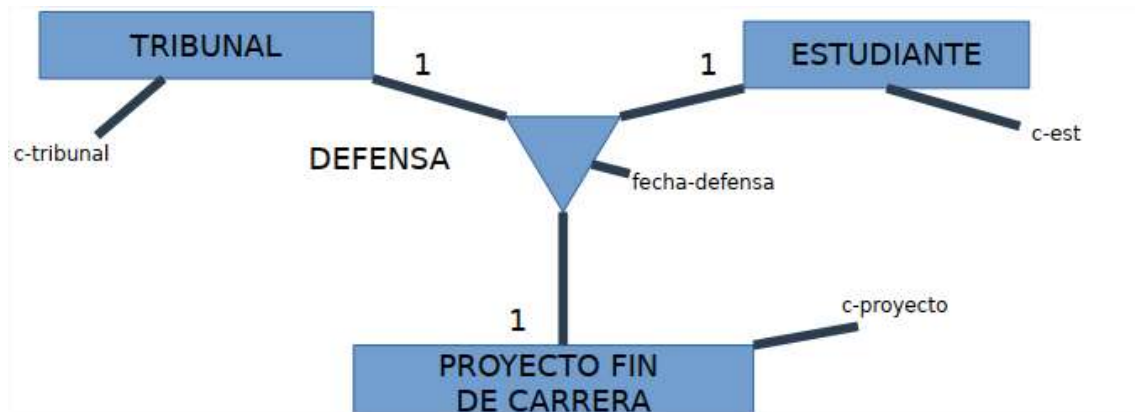 TRIBUNAL
1
1
ESTUDIANTE
c-tribunal
DEFENSA
c-est
fecha-defensa
c-proyecto
1
PROYECTO FIN
DE CARRERA